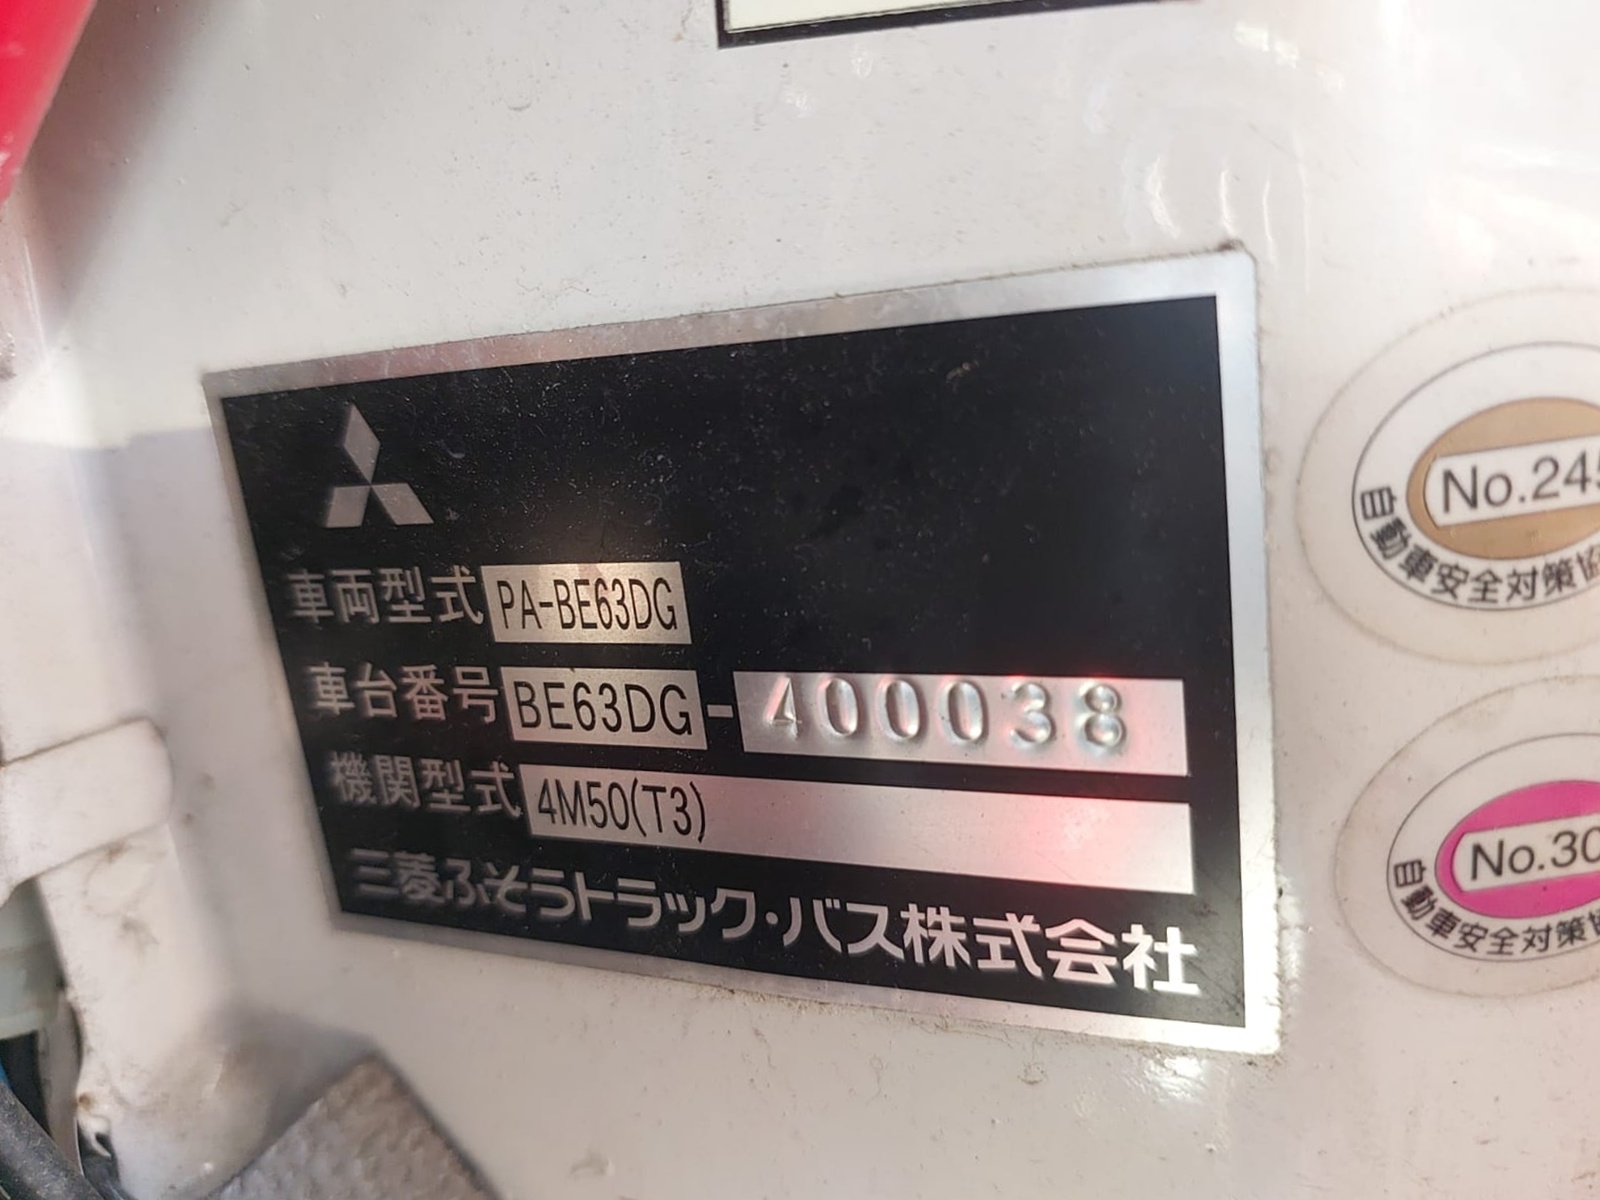 車両型式 PA-BE63DG
車台番号 BE63DG-400038
機関型式 4M50(T3)
三菱ふそうトラック・バス株式会社
No.245
自動車安全対策協
No.30
自動車安全対策協